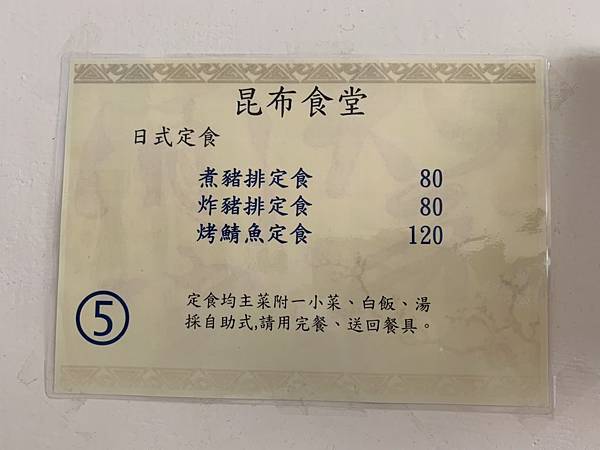 昆布食堂
日式定食
煮豬排定食 80
炸豬排定食 80
烤鯖魚定食 120
定食均主菜附一小菜、白飯、湯
採自助式,請用完餐、送回餐具。
⑤